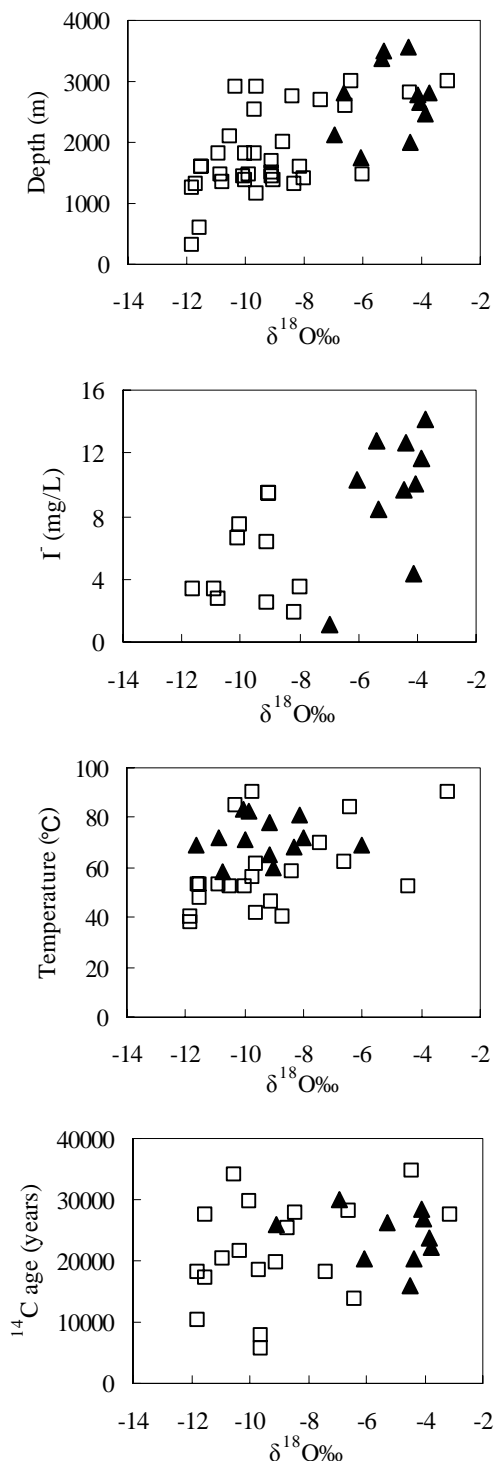 4000
3000
2000
1000
0
Depth (m)
-14 -12 -10 -8 -6 -4 -2
δ¹⁸O‰
16
12
8
4
0
I⁻ (mg/L)
-14 -12 -10 -8 -6 -4 -2
δ¹⁸O‰
100
80
60
40
20
0
Temperature (℃)
-14 -12 -10 -8 -6 -4 -2
δ¹⁸O‰
40000
30000
20000
10000
0
¹⁴C age (years)
-14 -12 -10 -8 -6 -4 -2
δ¹⁸O‰